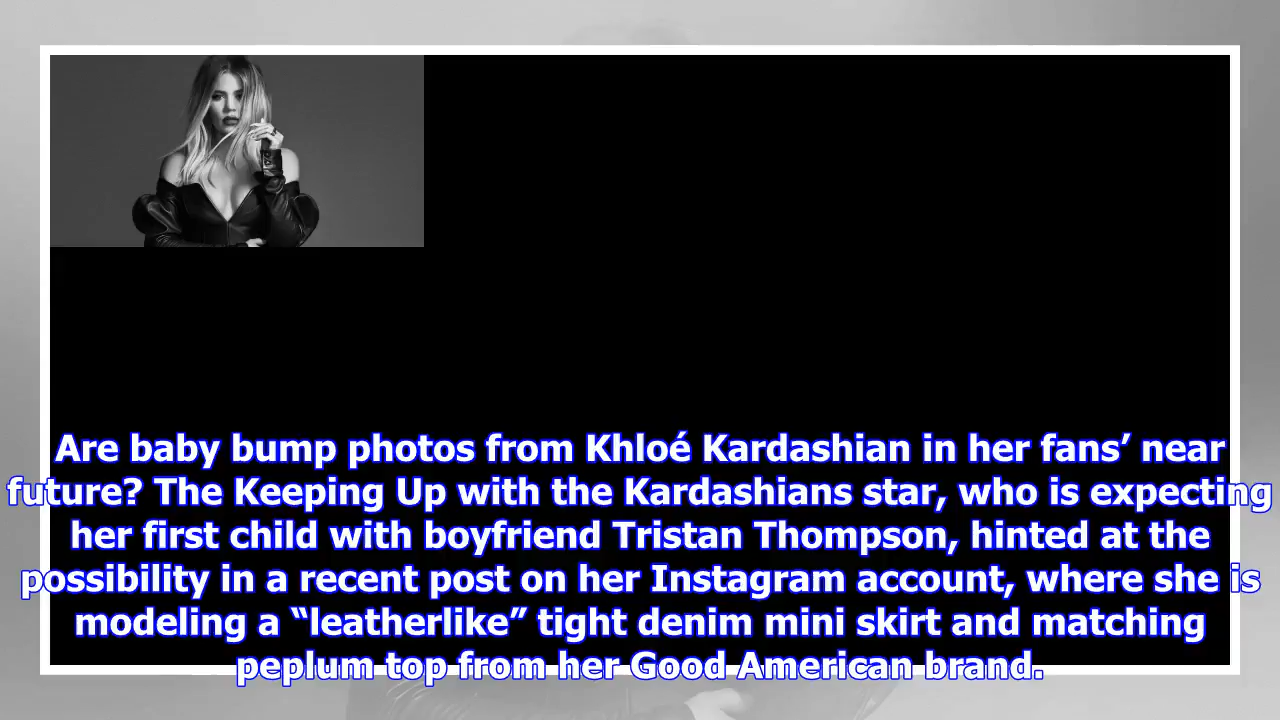 Are baby bump photos from Khloé Kardashian in her fans’ near
future? The Keeping Up with the Kardashians star, who is expecting
her first child with boyfriend Tristan Thompson, hinted at the
possibility in a recent post on her Instagram account, where she is
modeling a “leatherlike” tight denim mini skirt and matching
peplum top from her Good American brand.